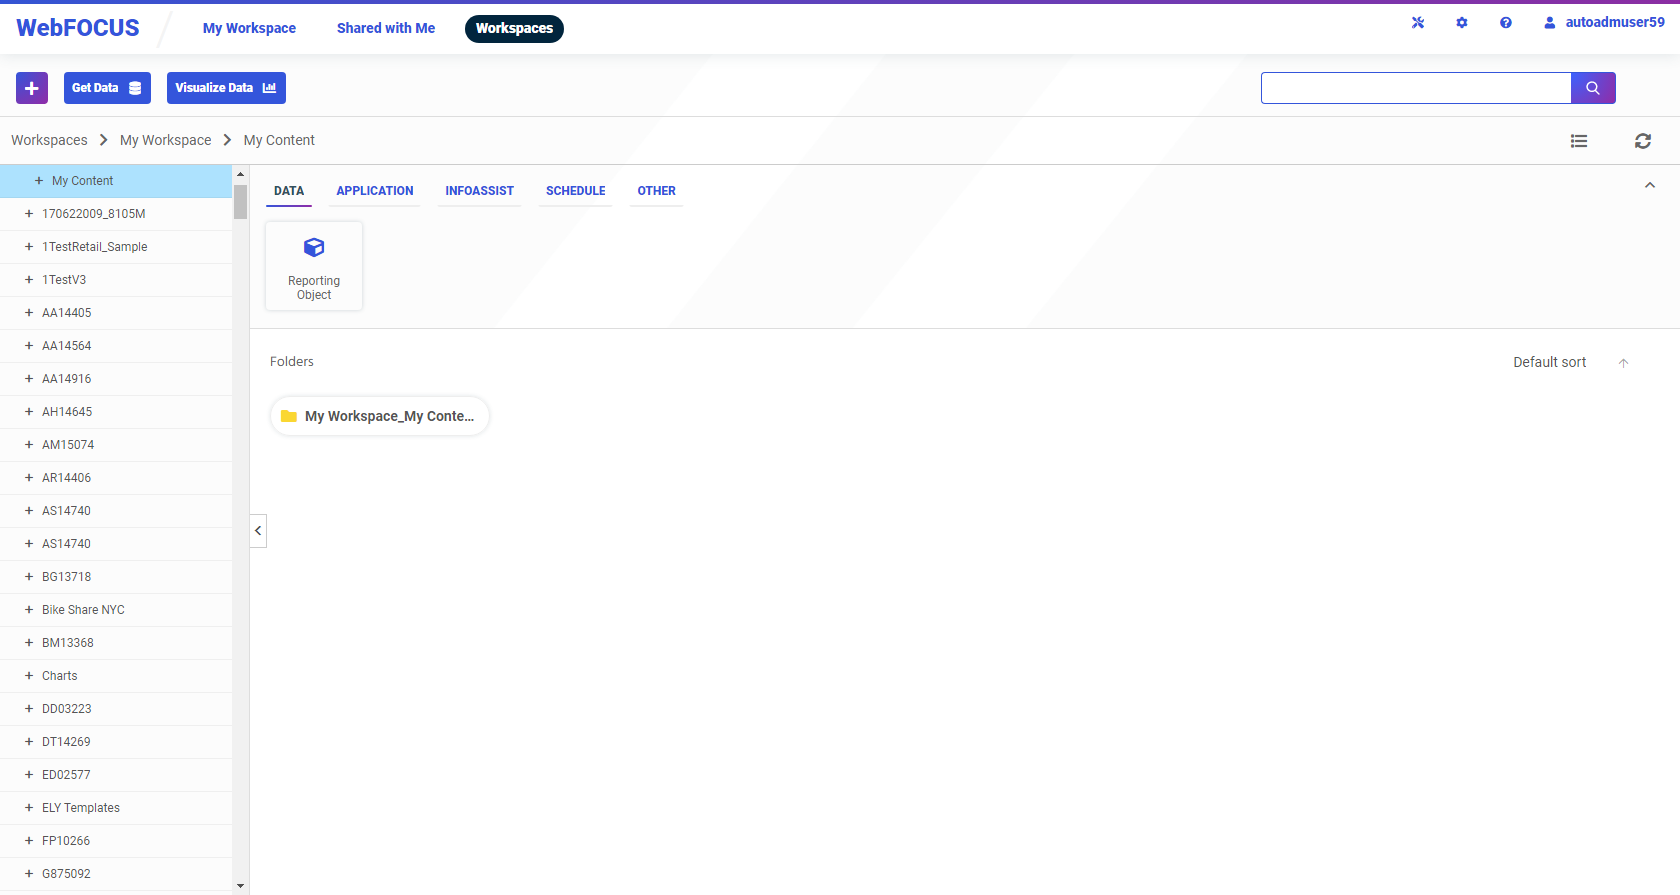 WebFOCUS
My Workspace
Shared with Me
Workspaces
autoadmuser59
Get Data
Visualize Data
Workspaces
My Workspace
My Content
My Content
170622009_8105M
1TestRetail_Sample
1TestV3
AA14405
AA14564
AA14916
AH14645
AM15074
AR14406
AS14740
AS14740
BG13718
Bike Share NYC
BM13368
Charts
DD03223
DT14269
ED02577
ELY Templates
FP10266
G875092
DATA
APPLICATION
INFOASSIST
SCHEDULE
OTHER
Reporting
Object
Folders
Default sort
My Workspace_My Conte...